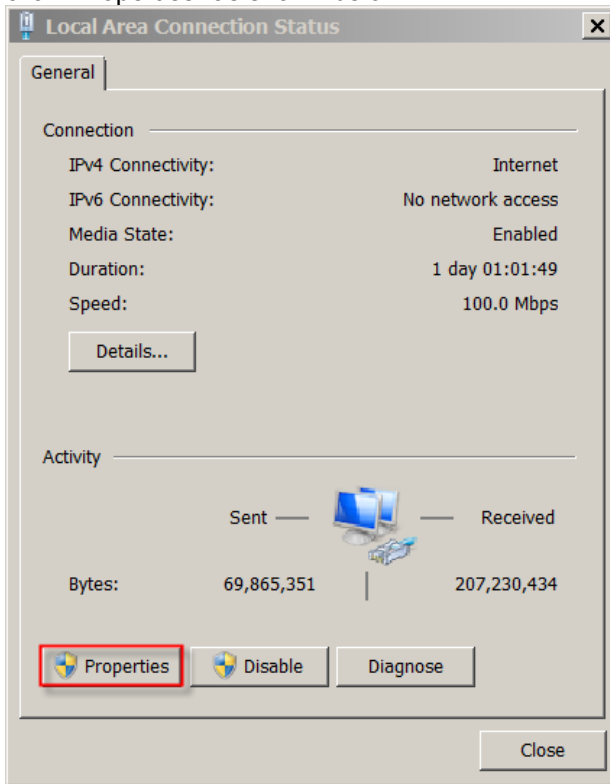 Local Area Connection Status
General
Connection
IPv4 Connectivity: Internet
IPv6 Connectivity: No network access
Media State: Enabled
Duration: 1 day 01:01:49
Speed: 100.0 Mbps
Details...
Activity
Sent Received
Bytes: 69,865,351 207,230,434
Properties Disable Diagnose
Close